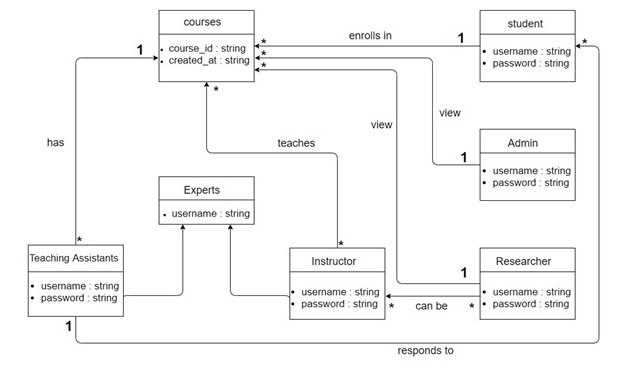 courses
• course_id : string
• created_at : string
student
• username : string
• password : string
enrolls in
1
*
*
*
*
1
*
has
view
view
teaches
*
Admin
• username : string
• password : string
1
Experts
• username : string
*
*
Teaching Assistants
• username : string
• password : string
1
Instructor
• username : string
• password : string
Researcher
• username : string
• password : string
1
*
can be
*
responds to